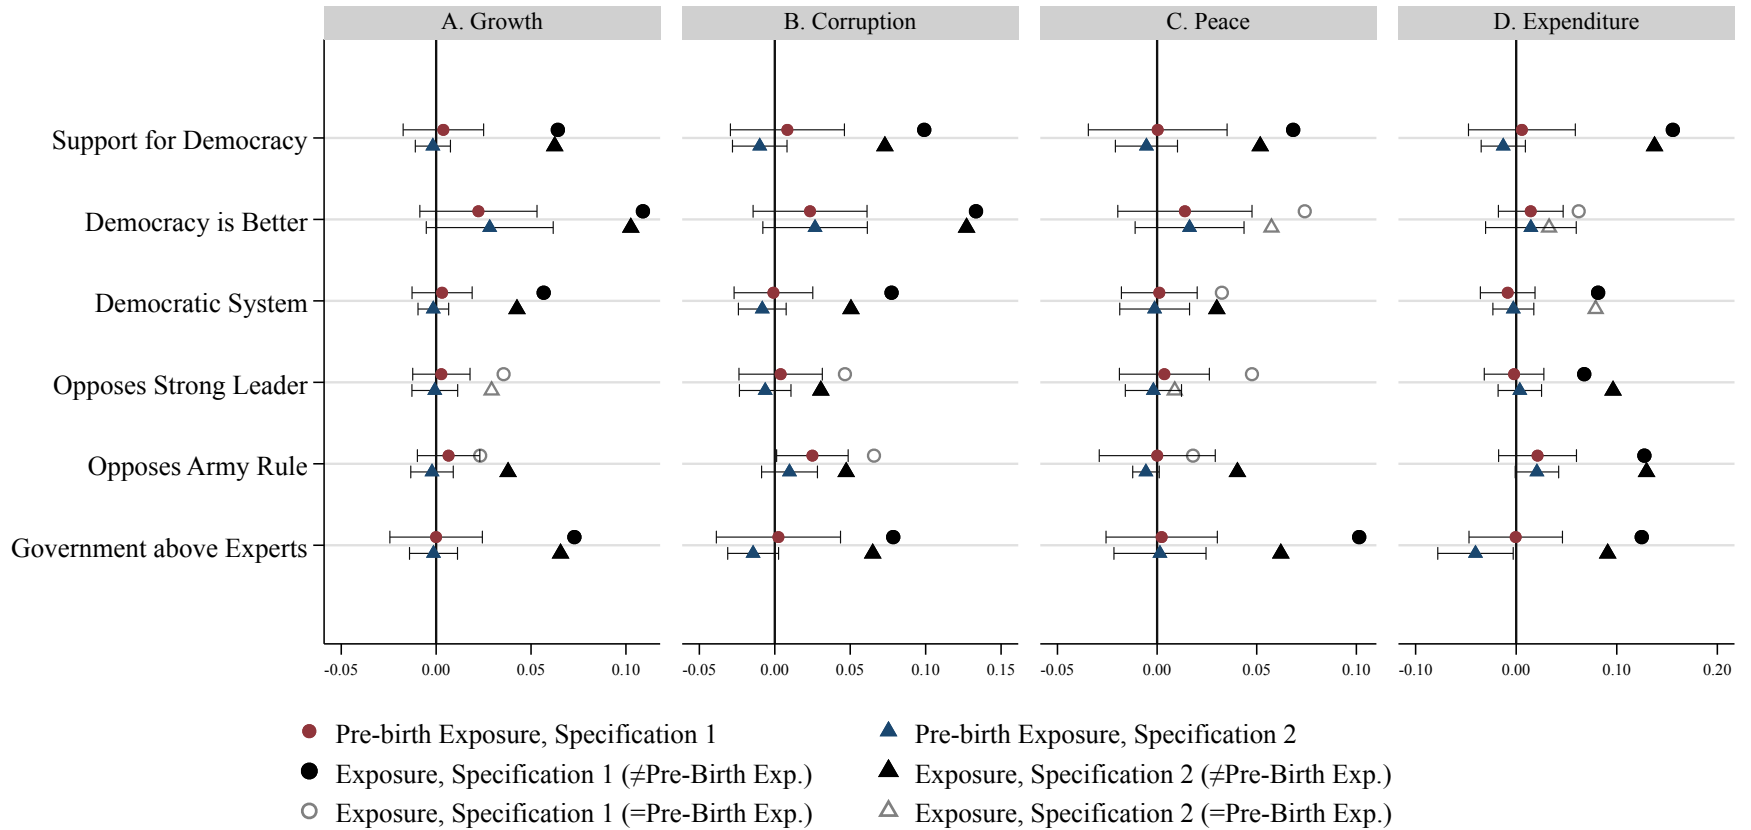 A. Growth
B. Corruption
C. Peace
D. Expenditure
Support for Democracy
Democracy is Better
Democratic System
Opposes Strong Leader
Opposes Army Rule
Government above Experts
-0.05 0.00 0.05 0.10
-0.05 0.00 0.05 0.10 0.15
-0.05 0.00 0.05 0.10
-0.10 0.00 0.10 0.20
Pre-birth Exposure, Specification 1
Pre-birth Exposure, Specification 2
Exposure, Specification 1 (≠Pre-Birth Exp.)
Exposure, Specification 2 (≠Pre-Birth Exp.)
Exposure, Specification 1 (=Pre-Birth Exp.)
Exposure, Specification 2 (=Pre-Birth Exp.)